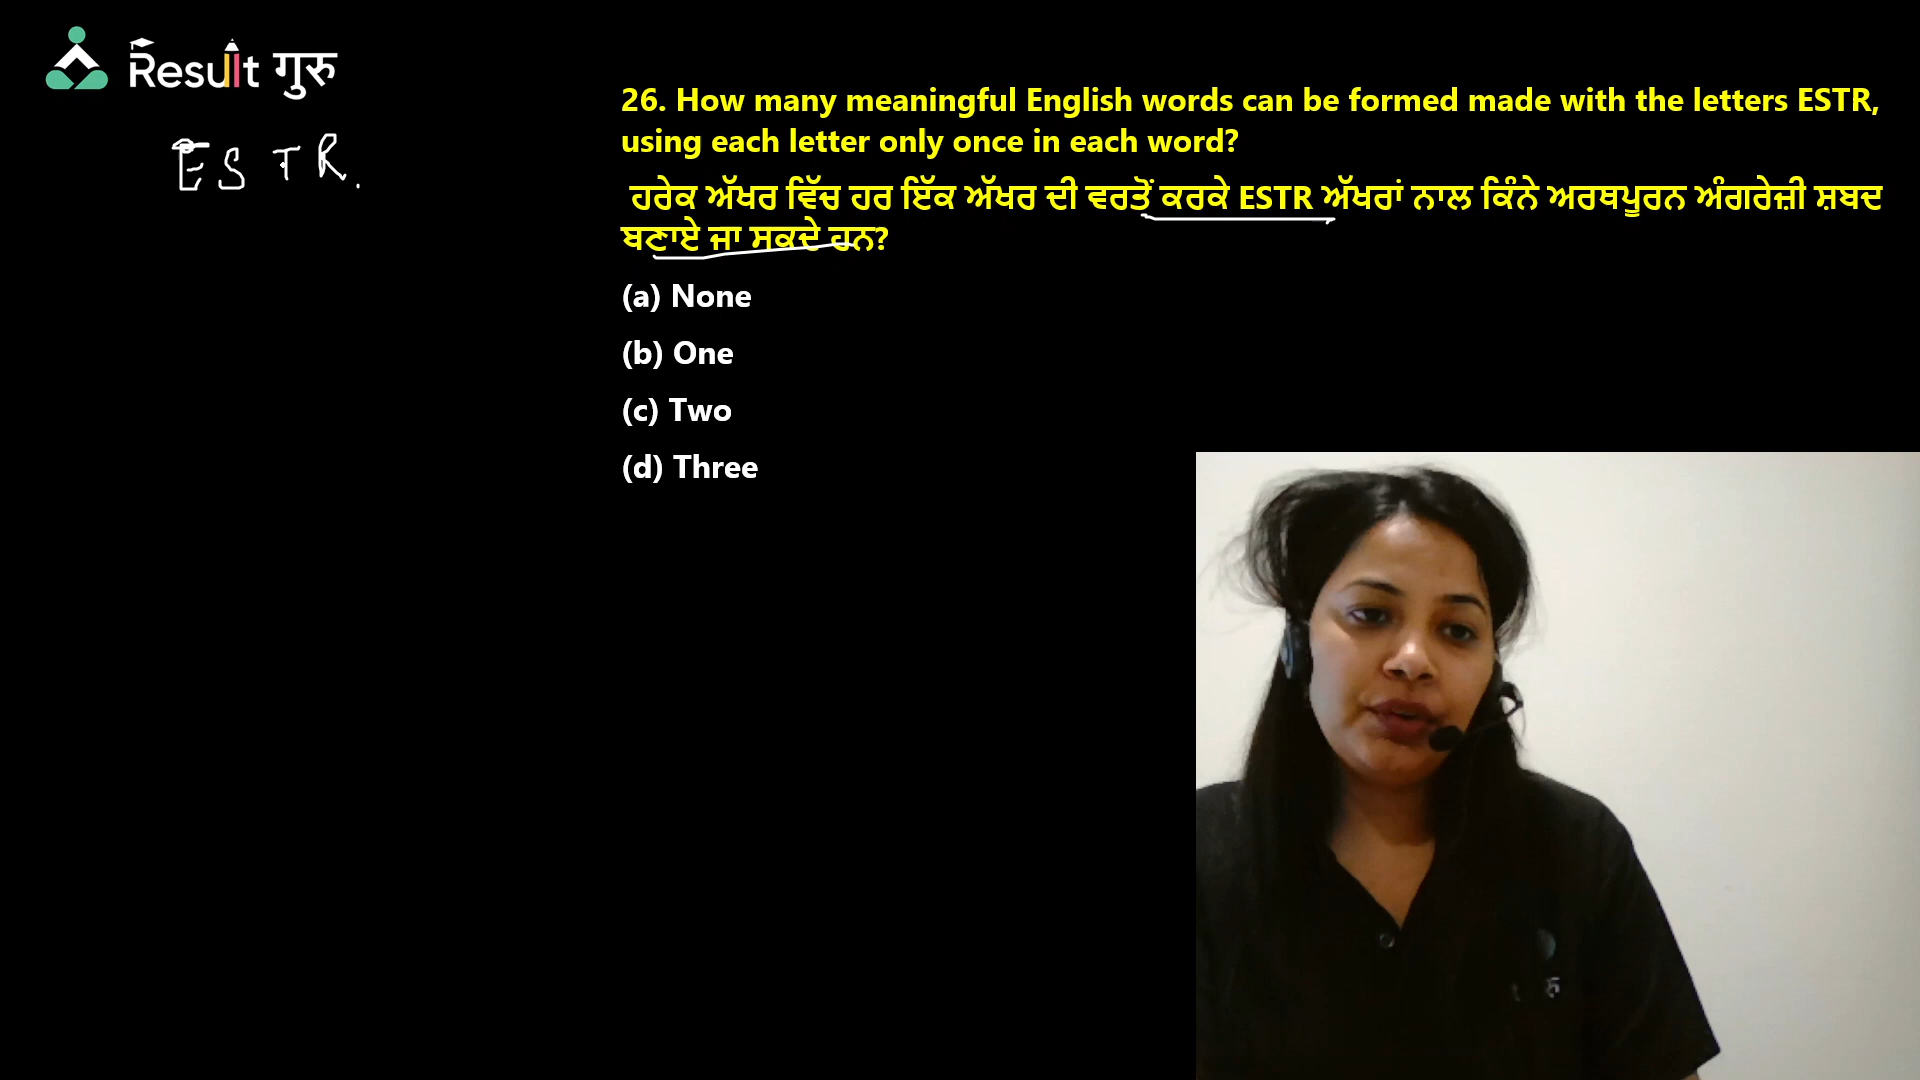 Result गुरु
E S T R.
26. How many meaningful English words can be formed made with the letters ESTR,
using each letter only once in each word?
ਹਰੇਕ ਅੱਖਰ ਵਿੱਚ ਹਰ ਇੱਕ ਅੱਖਰ ਦੀ ਵਰਤੋਂ ਕਰਕੇ ESTR ਅੱਖਰਾਂ ਨਾਲ ਕਿੰਨੇ ਅਰਥਪੂਰਨ ਅੰਗਰੇਜ਼ੀ ਸ਼ਬਦ
ਬਣਾਏ ਜਾ ਸਕਦੇ ਹਨ?
(a) None
(b) One
(c) Two
(d) Three